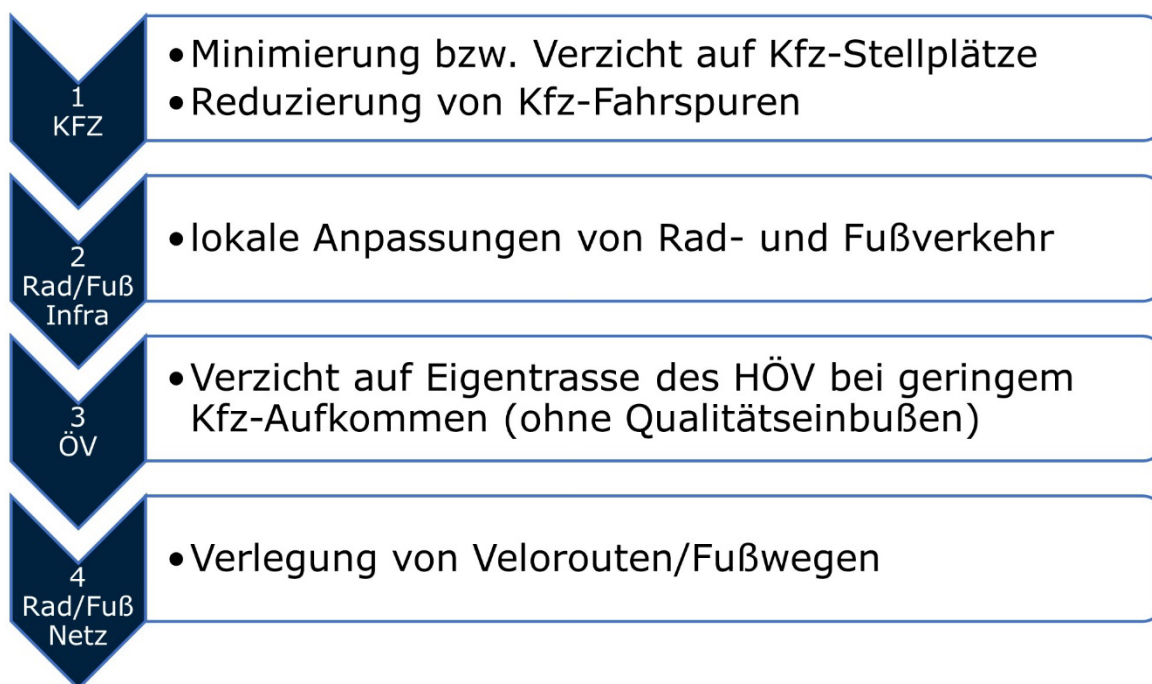 1
KFZ
•Minimierung bzw. Verzicht auf Kfz-Stellplätze
•Reduzierung von Kfz-Fahrspuren
2
Rad/Fuß
Infra
•lokale Anpassungen von Rad- und Fußverkehr
3
ÖV
•Verzicht auf Eigentrasse des HÖV bei geringem
Kfz-Aufkommen (ohne Qualitätseinbußen)
4
Rad/Fuß
Netz
•Verlegung von Velorouten/Fußwegen